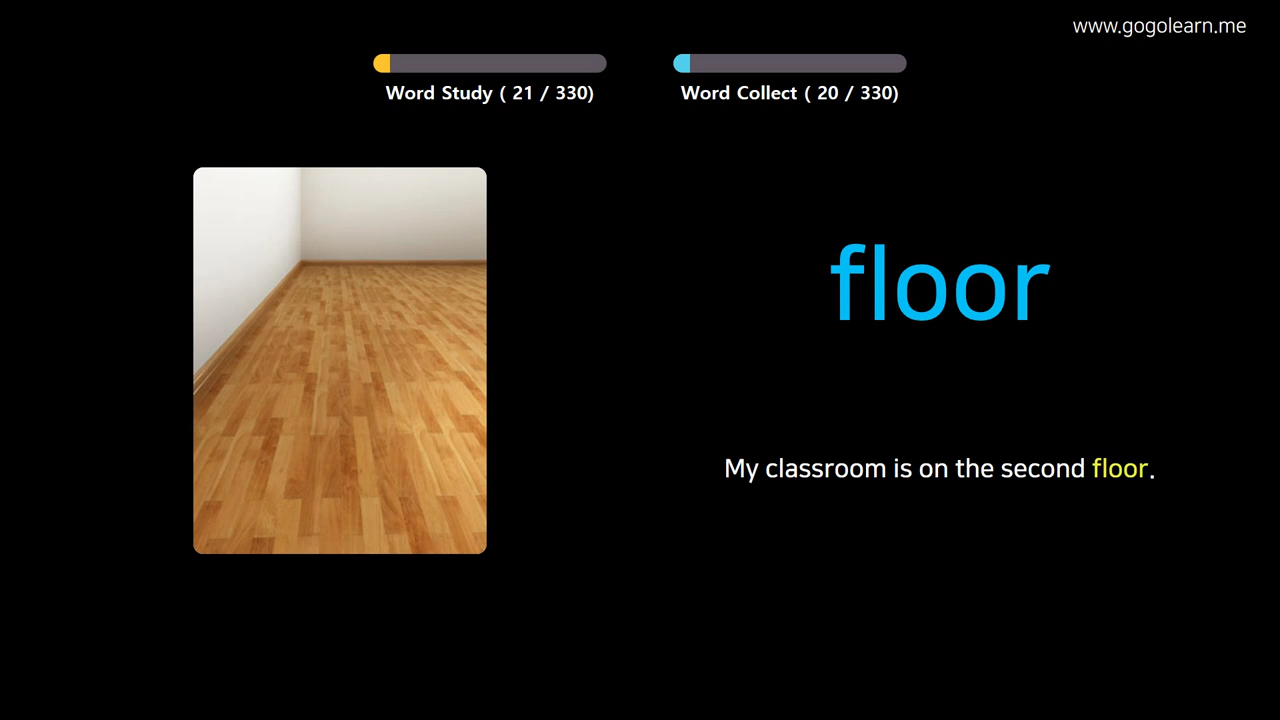 www.gogolearn.me
Word Study ( 21 / 330)
Word Collect ( 20 / 330)
floor
My classroom is on the second floor.